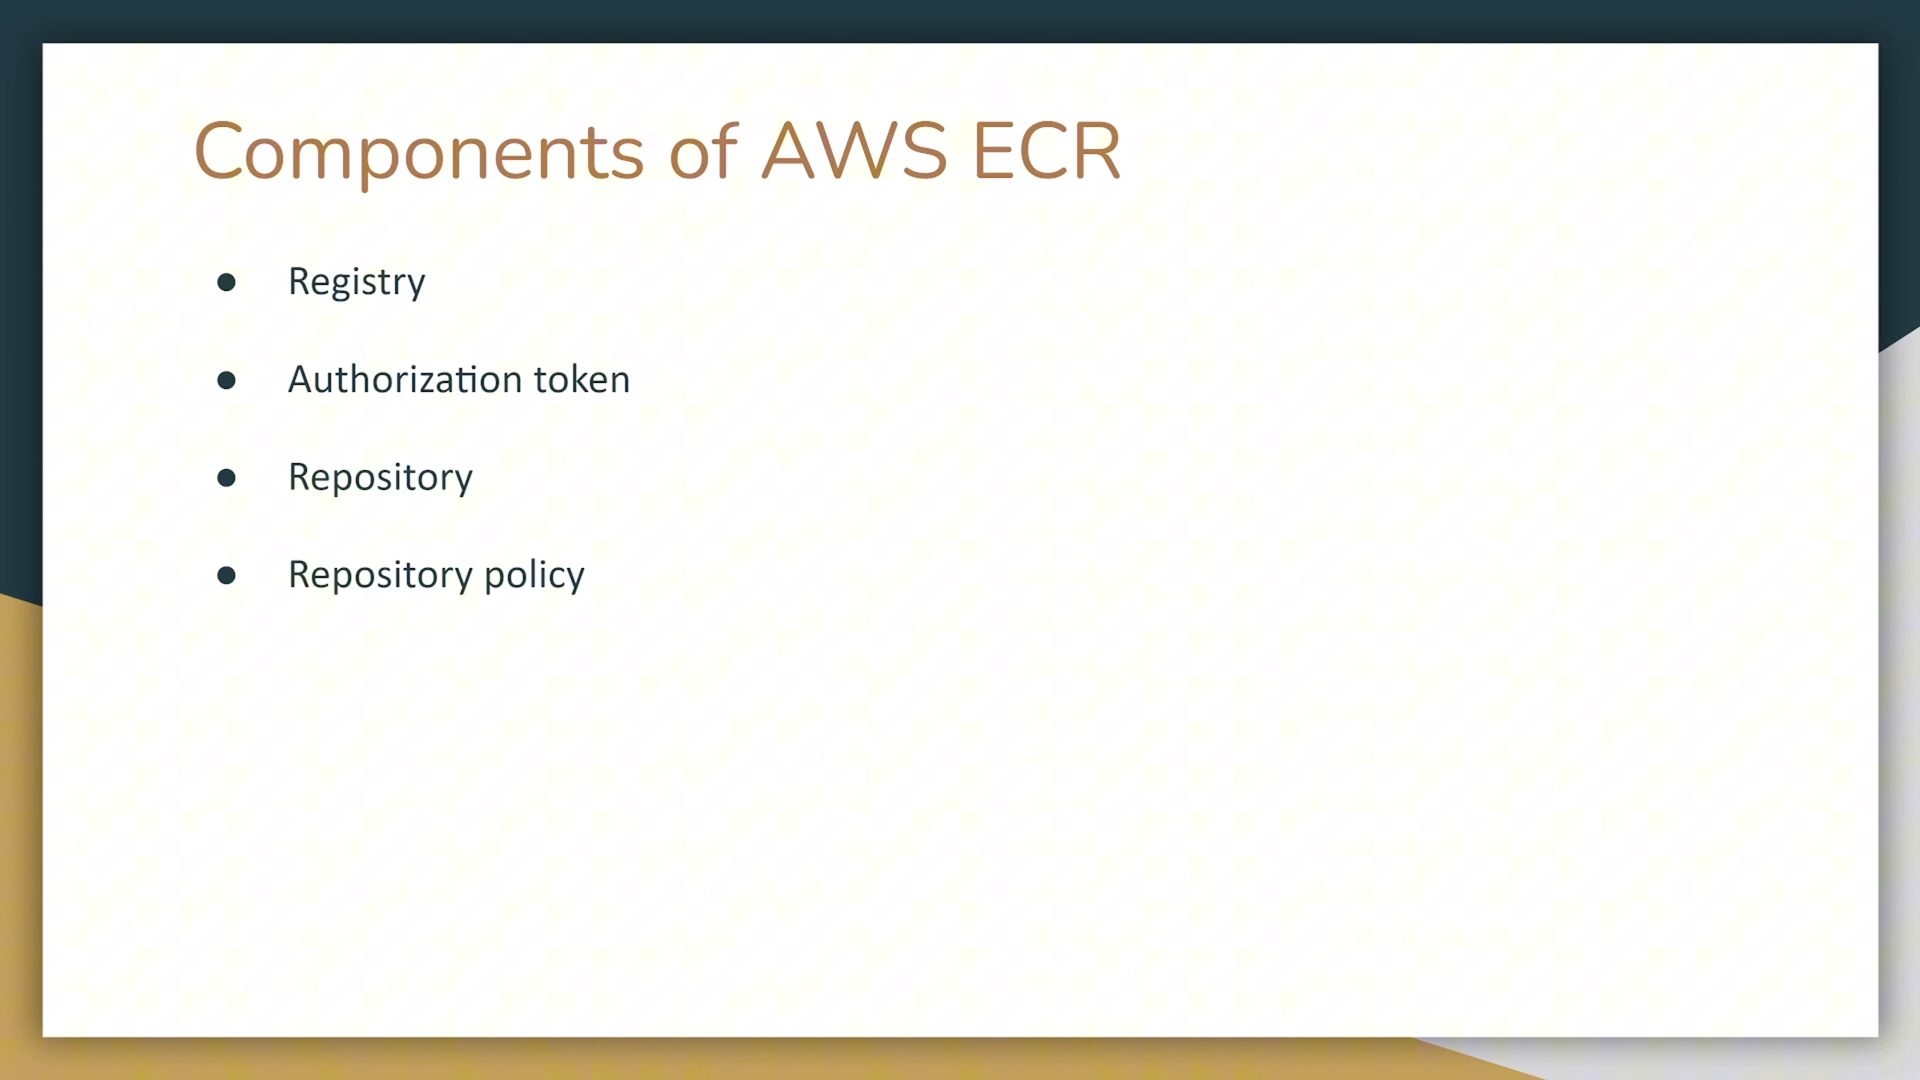 Components of AWS ECR
● Registry
● Authorization token
● Repository
● Repository policy